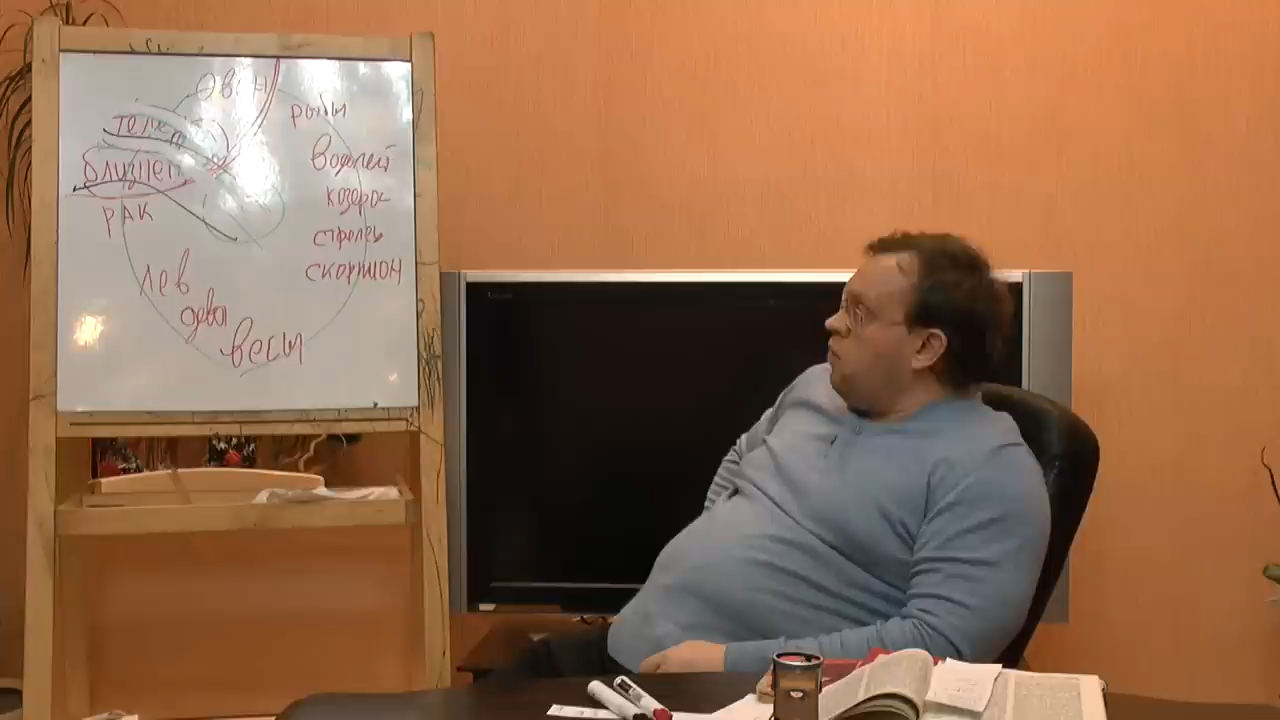 Овен
рыбы
телец
водолей
близнец
козерог
рак
стрелец
скорпион
лев
дева
весы